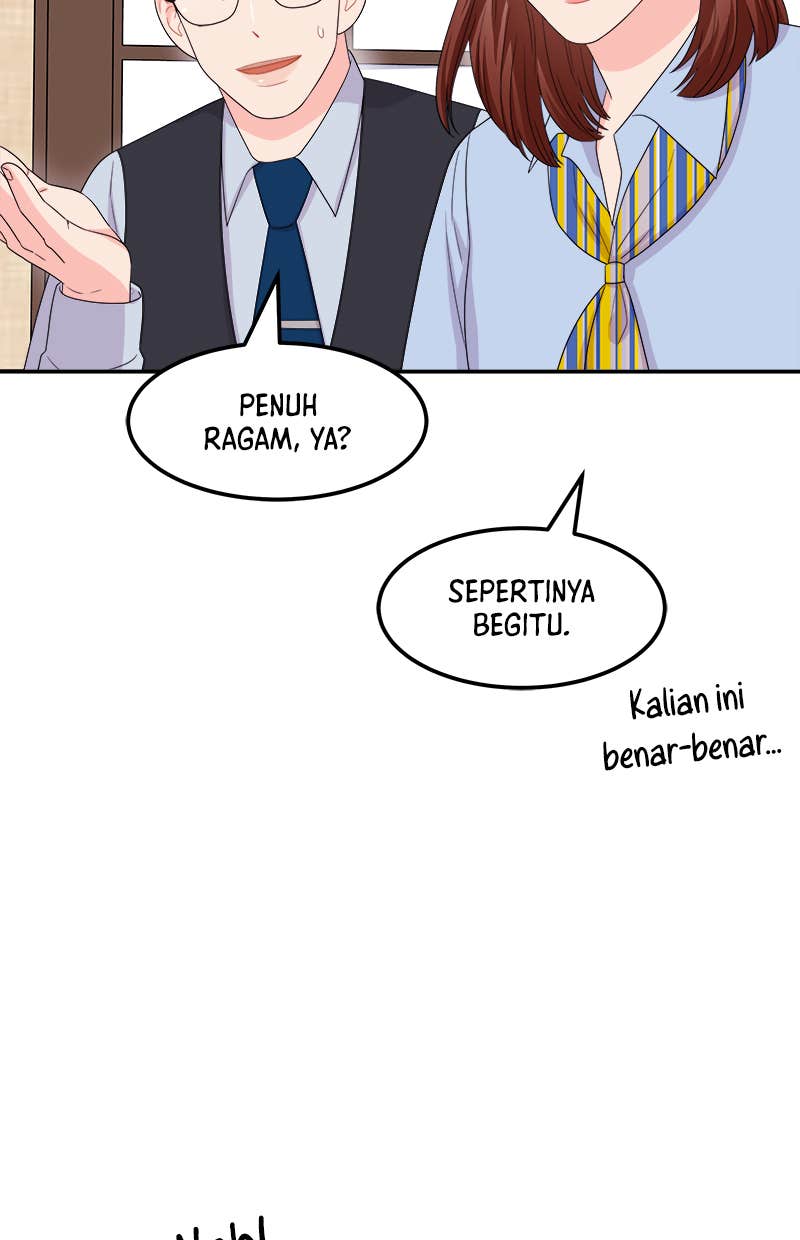 PENUH
RAGAM, YA?
SEPERTINYA
BEGITU.
Kalian ini
benar-benar...